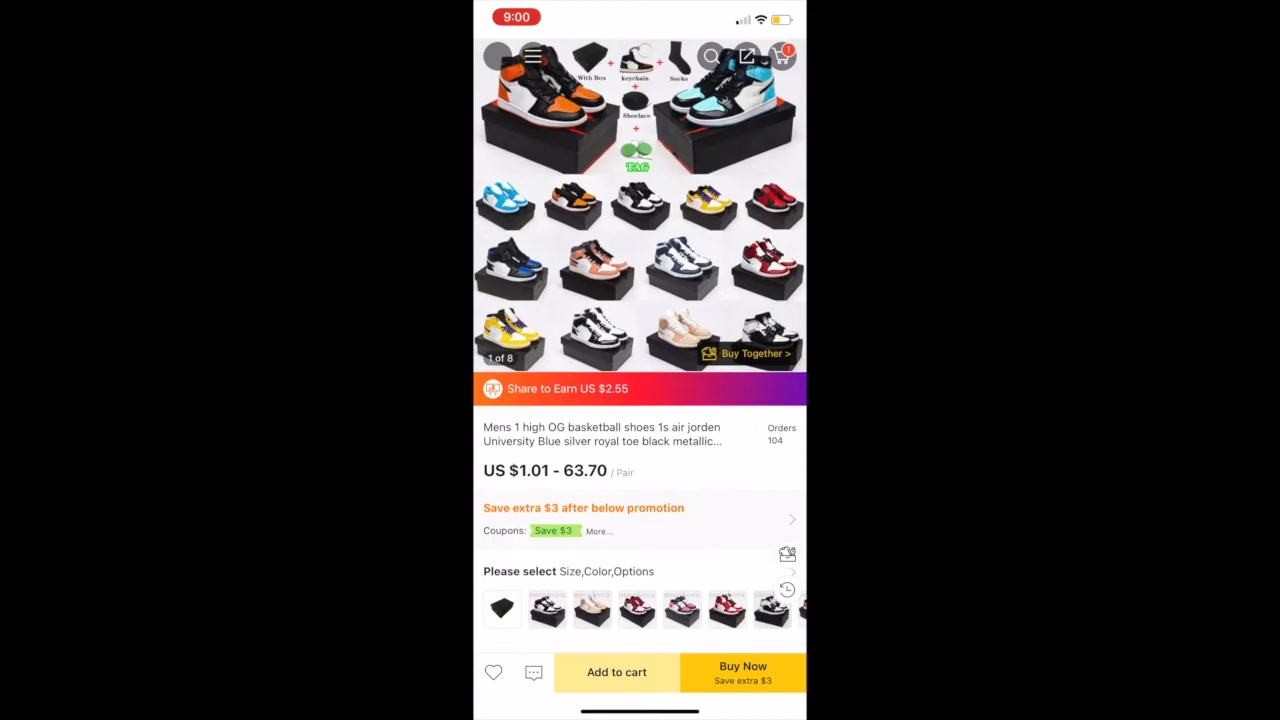 9:00
1
With Box
+
keychain
+
Socks
+
Shoelace
+
TAG
1 of 8
Buy Together >
Share to Earn US $2.55
Mens 1 high OG basketball shoes 1s air jorden
University Blue silver royal toe black metallic...
Orders
104
US $1.01 - 63.70 / Pair
Save extra $3 after below promotion
Coupons: Save $3 More...
Please select Size,Color,Options
Add to cart
Buy Now
Save extra $3